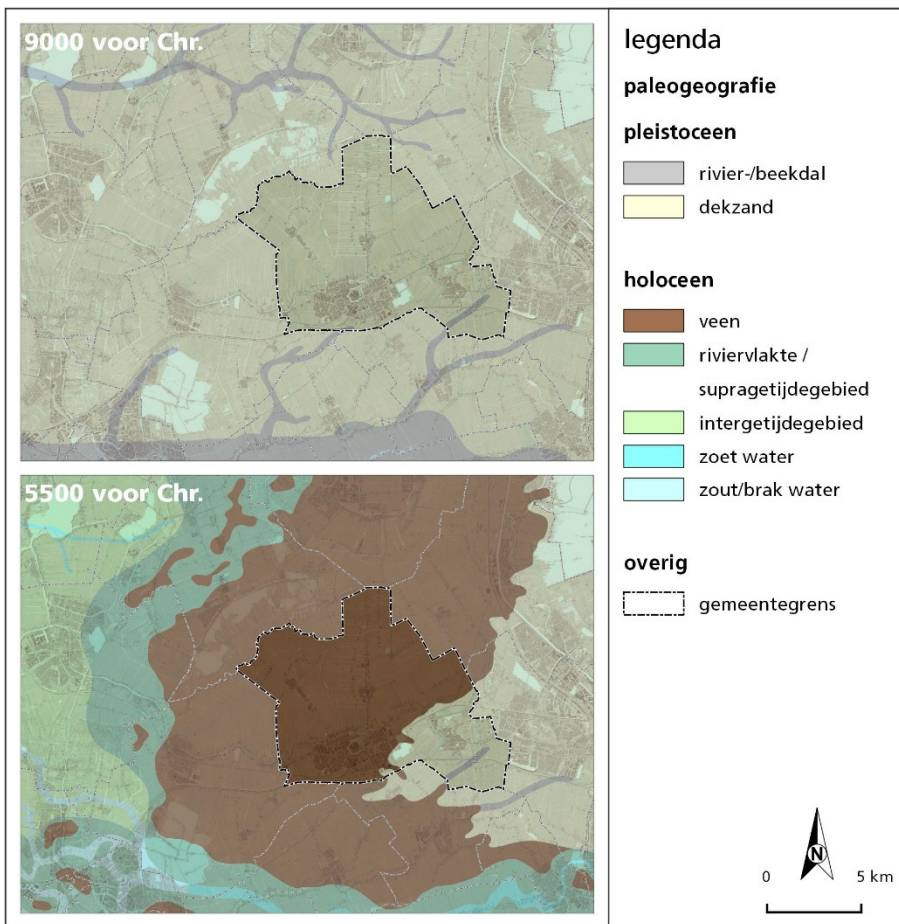 9000 voor Chr.
5500 voor Chr.
legenda
paleogeografie
pleistoceen
rivier-/beekdal
dekzand
holoceen
veen
riviervlakte /
supragetijdegebied
intergetijdegebied
zoet water
zout/brak water
overig
gemeentegrens
N
0 5 km